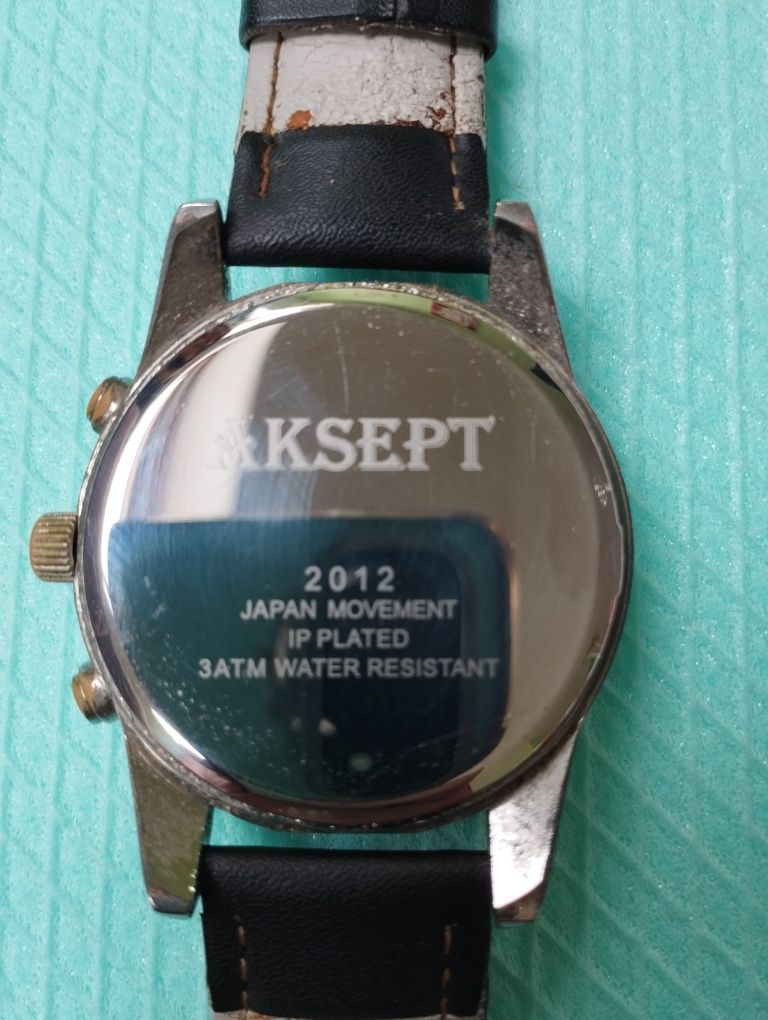 AKSEPT
2012
JAPAN MOVEMENT
IP PLATED
3ATM WATER RESISTANT